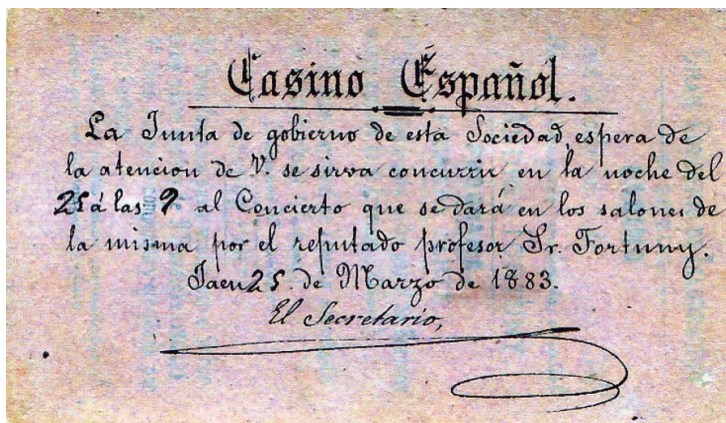 Casino Español.
La Junta de gobierno de esta Sociedad, espera de
la atencion de V. se sirva concurrir en la noche del
25 á las 9 al Concierto que se dará en los salones de
la misma por el reputado profesor, Sr. Fortuny.
Jaen 25. de Marzo de 1883.
El Secretario,